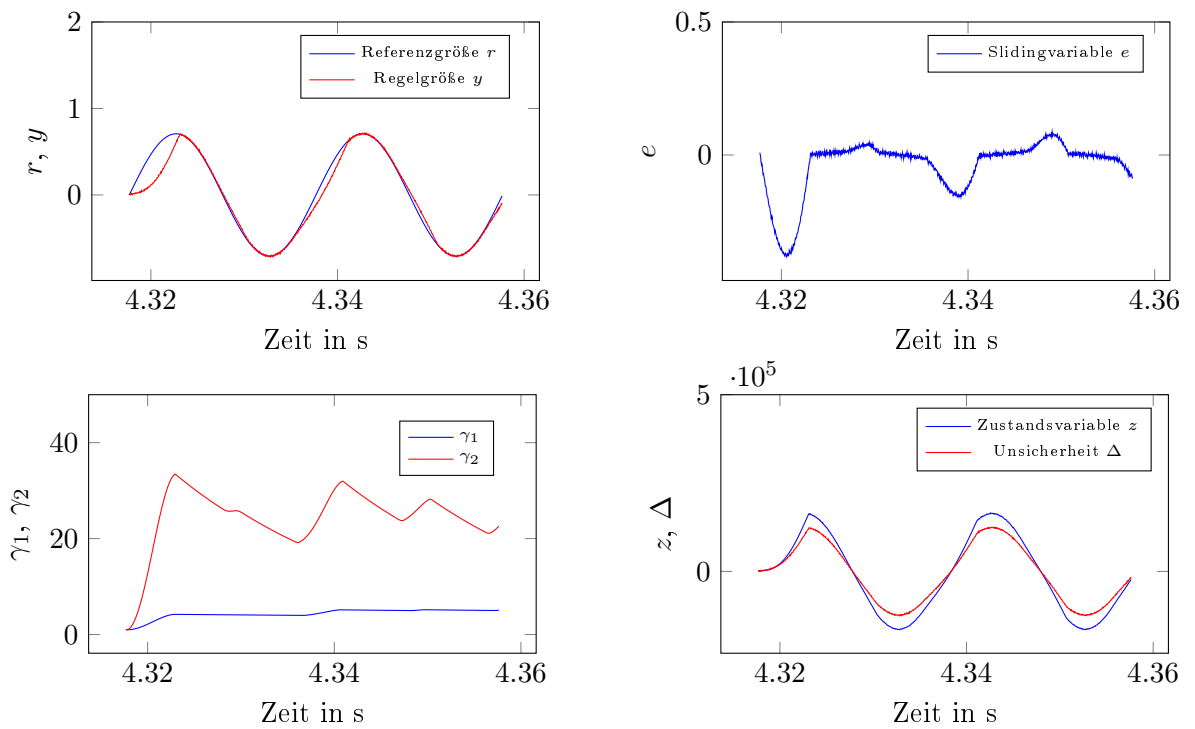 2
1
0
r, y
Referenzgröße r
Regelgröße y
4.32
4.34
4.36
Zeit in s
0.5
0
e
Slidingvariable e
4.32
4.34
4.36
Zeit in s
40
20
0
γ₁, γ₂
γ₁
γ₂
4.32
4.34
4.36
Zeit in s
·10⁵
5
0
z, Δ
Zustandsvariable z
Unsicherheit Δ
4.32
4.34
4.36
Zeit in s